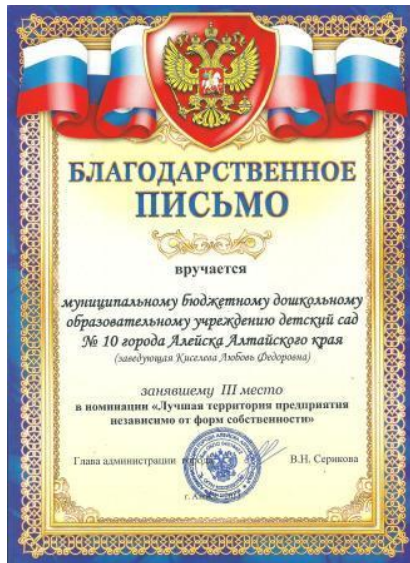 БЛАГОДАРСТВЕННОЕ
ПИСЬМО
вручается
муниципальному бюджетному дошкольному
образовательному учреждению детский сад
№ 10 города Алейска Алтайского края
(заведующая Киселева Любовь Федоровна)
занявшему III место
в номинации «Лучшая территория предприятия
независимо от форм собственности»
Глава администрации города В.Н. Серикова